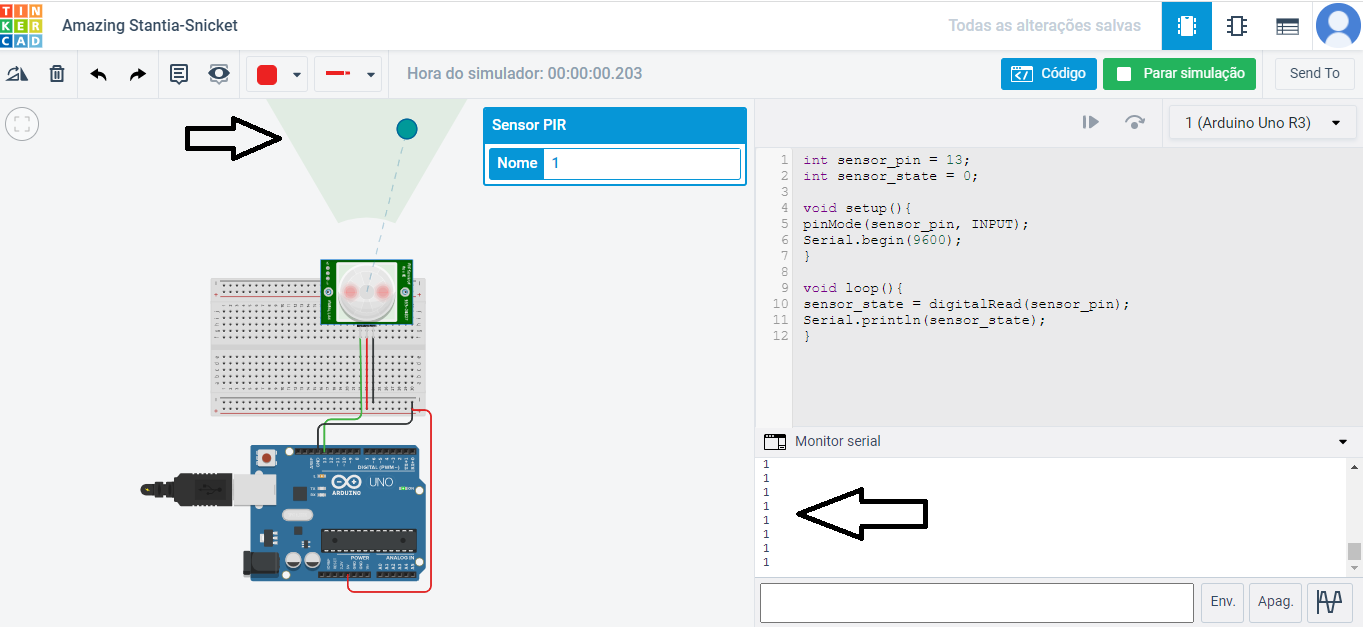 TINKERCAD
Amazing Stantia-Snicket
Todas as alterações salvas
Hora do simulador: 00:00:00.203
Código
Parar simulação
Send To
Sensor PIR
Nome 1
1 (Arduino Uno R3)
1 int sensor_pin = 13;
2 int sensor_state = 0;
3
4 void setup(){
5 pinMode(sensor_pin, INPUT);
6 Serial.begin(9600);
7 }
8
9 void loop(){
10 sensor_state = digitalRead(sensor_pin);
11 Serial.println(sensor_state);
12 }
Monitor serial
1
1
1
1
1
1
1
1
DIGITAL (PWM~)
UNO
ARDUINO
POWER
ANALOG IN
Env.
Apag.